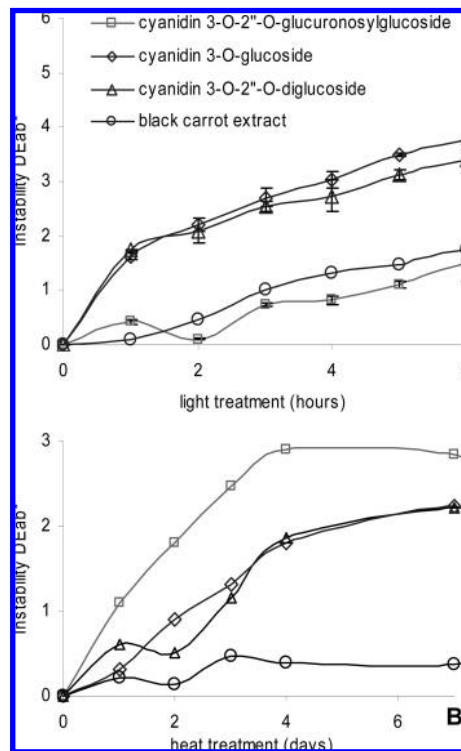 6
cyanidin 3-O-2"-O-glucuronosylglucoside
cyanidin 3-O-glucoside
5
cyanidin 3-O-2"-O-diglucoside
black carrot extract
4
3
2
1
0
Instability DEab*
0
2
4
6
light treatment (hours)
3
2
1
0
Instability DEab*
0
2
4
6
B
heat treatment (days)